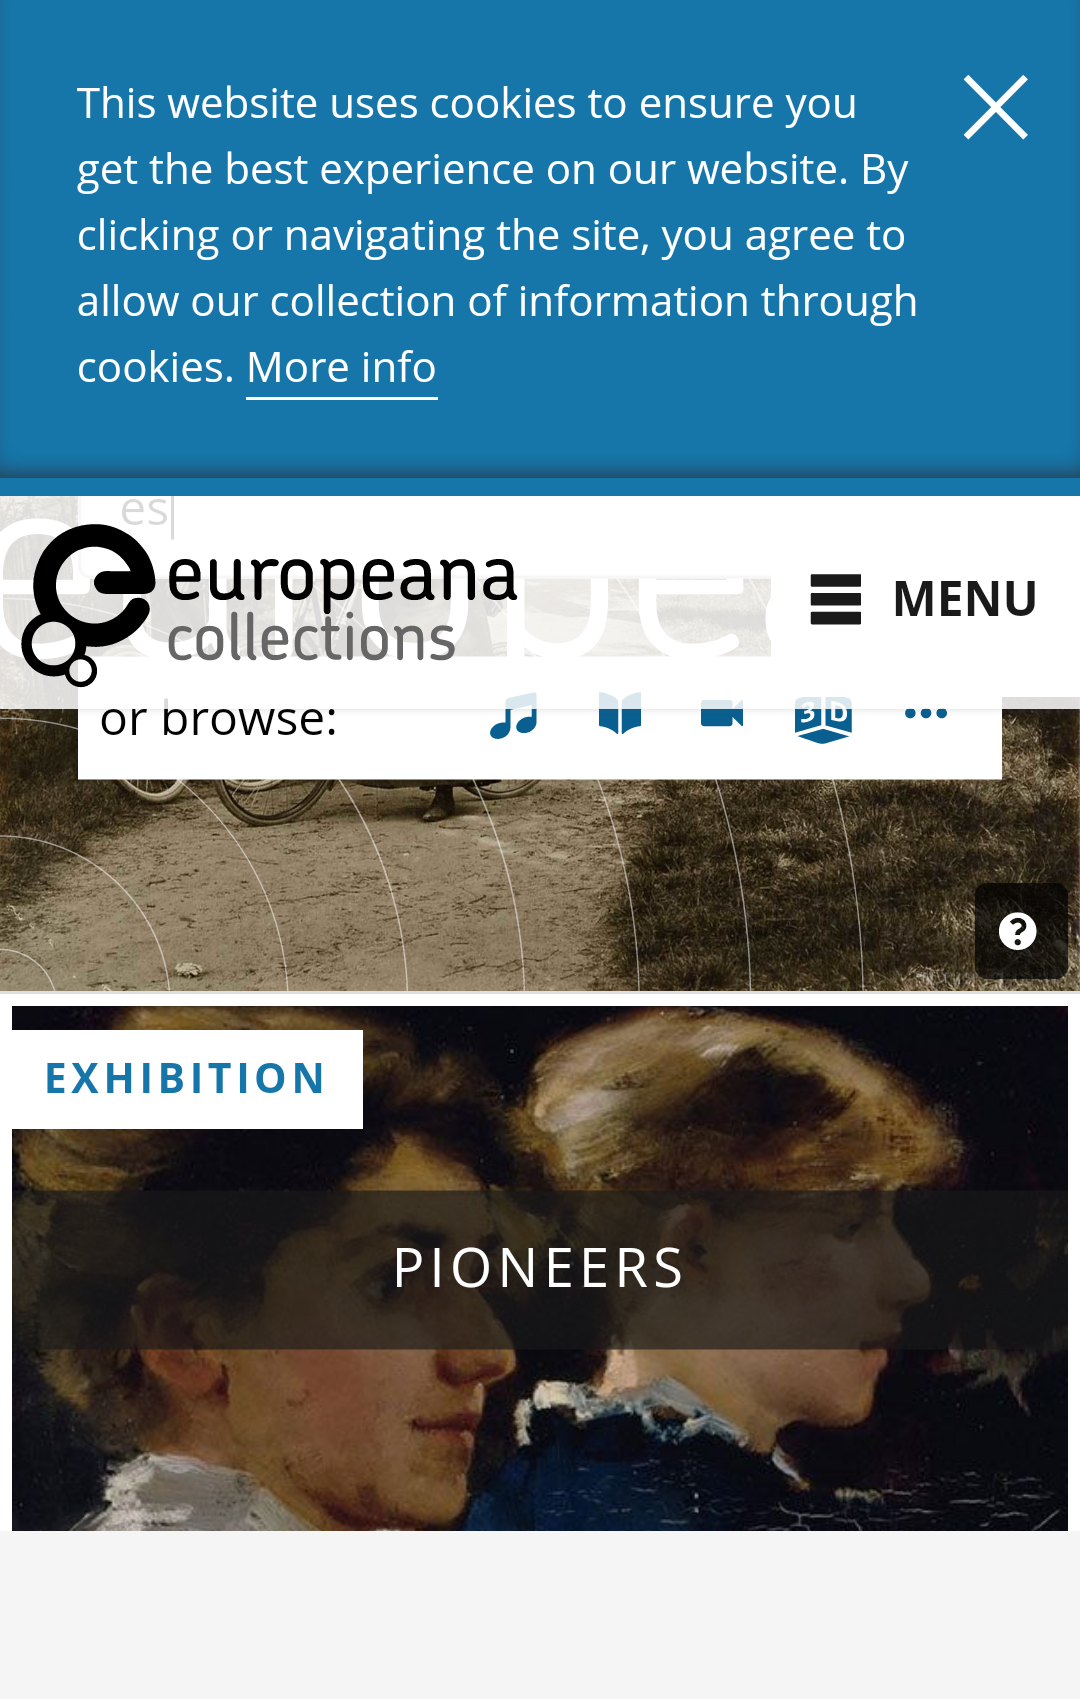 This website uses cookies to ensure you
get the best experience on our website. By
clicking or navigating the site, you agree to
allow our collection of information through
cookies. More info
es
europea
europeana
collections
MENU
or browse:
3D
?
EXHIBITION
PIONEERS